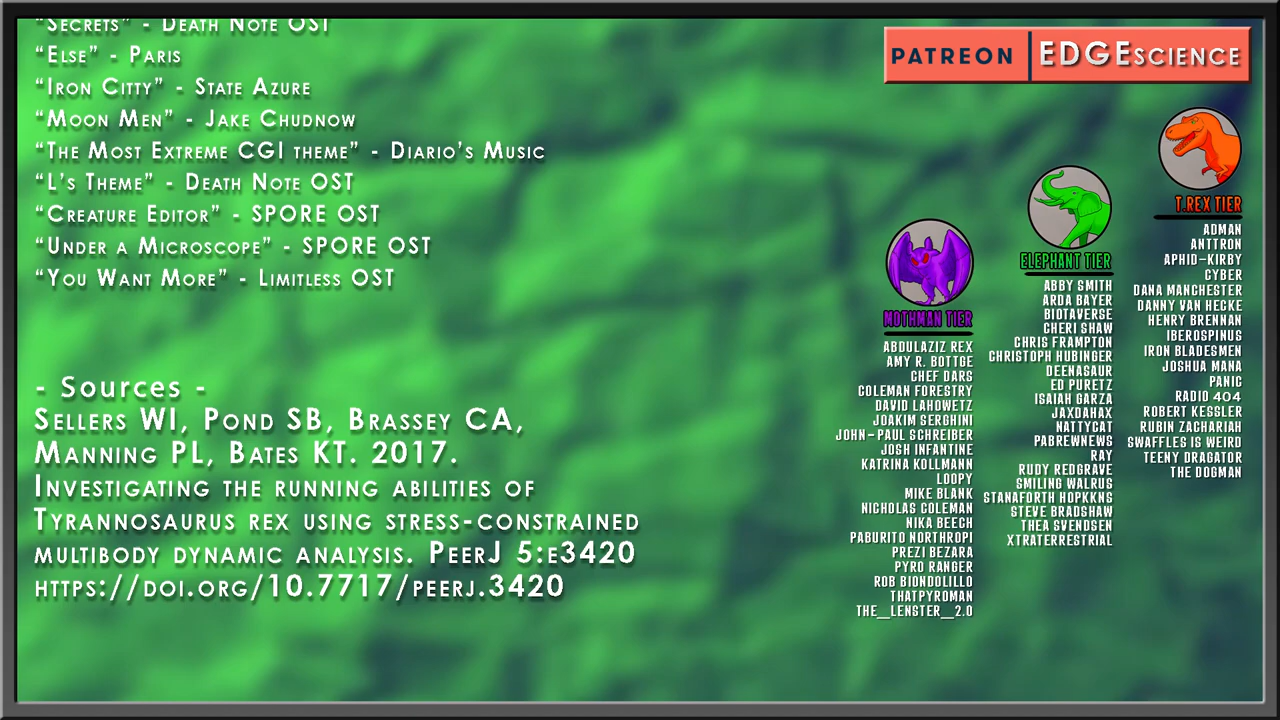 “Secrets” - Death Note OST
“Else” - Paris
“Iron Citty” - State Azure
“Moon Men” - Jake Chudnow
“The Most Extreme CGI theme” - Diario’s Music
“L’s Theme” - Death Note OST
“Creature Editor” - SPORE OST
“Under a Microscope” - SPORE OST
“You Want More” - Limitless OST
- Sources -
Sellers WI, Pond SB, Brassey CA,
Manning PL, Bates KT. 2017.
Investigating the running abilities of
Tyrannosaurus rex using stress-constrained
multibody dynamic analysis. PeerJ 5:e3420
https://doi.org/10.7717/peerj.3420
PATREON | EDGEscience
MOTHMAN TIER
ABDULAZIZ REX
AMY R. BOTTGE
CHEF DARS
COLEMAN FORESTRY
DAVID LAHOWETZ
JOAKIM SERGHINI
JOHN-PAUL SCHREIBER
JOSH INFANTINE
KATRINA KOLLMANN
LOOPY
MIKE BLANK
NICHOLAS COLEMAN
NIKA BEECH
PABURITO NORTHROPI
PREZI BEZARA
PYRO RANGER
ROB BIONDOLILLO
THATPYROMAN
THE_LENSTER_2.0
ELEPHANT TIER
ABBY SMITH
ARDA BAYER
BIOTAVERSE
CHERI SHAW
CHRIS FRAMPTON
CHRISTOPH HUBINGER
DEENASAUR
ED PURETZ
ISAIAH GARZA
JAXDAHAX
NATTYCAT
PABREWNEWS
RAY
RUDY REDGRAVE
SMILING WALRUS
STANAFORTH HOPKKNS
STEVE BRADSHAW
THEA SVENDSEN
XTRATERRESTRIAL
T.REX TIER
ADMAN
ANTTRON
APHID-KIRBY
CYBER
DANA MANCHESTER
DANNY VAN HECKE
HENRY BRENNAN
IBEROSPINUS
IRON BLADESMEN
JOSHUA MANA
PANIC
RADIO 404
ROBERT KESSLER
RUBIN ZACHARIAH
SWAFFLES IS WEIRD
TEENY DRAGATOR
THE DOGMAN